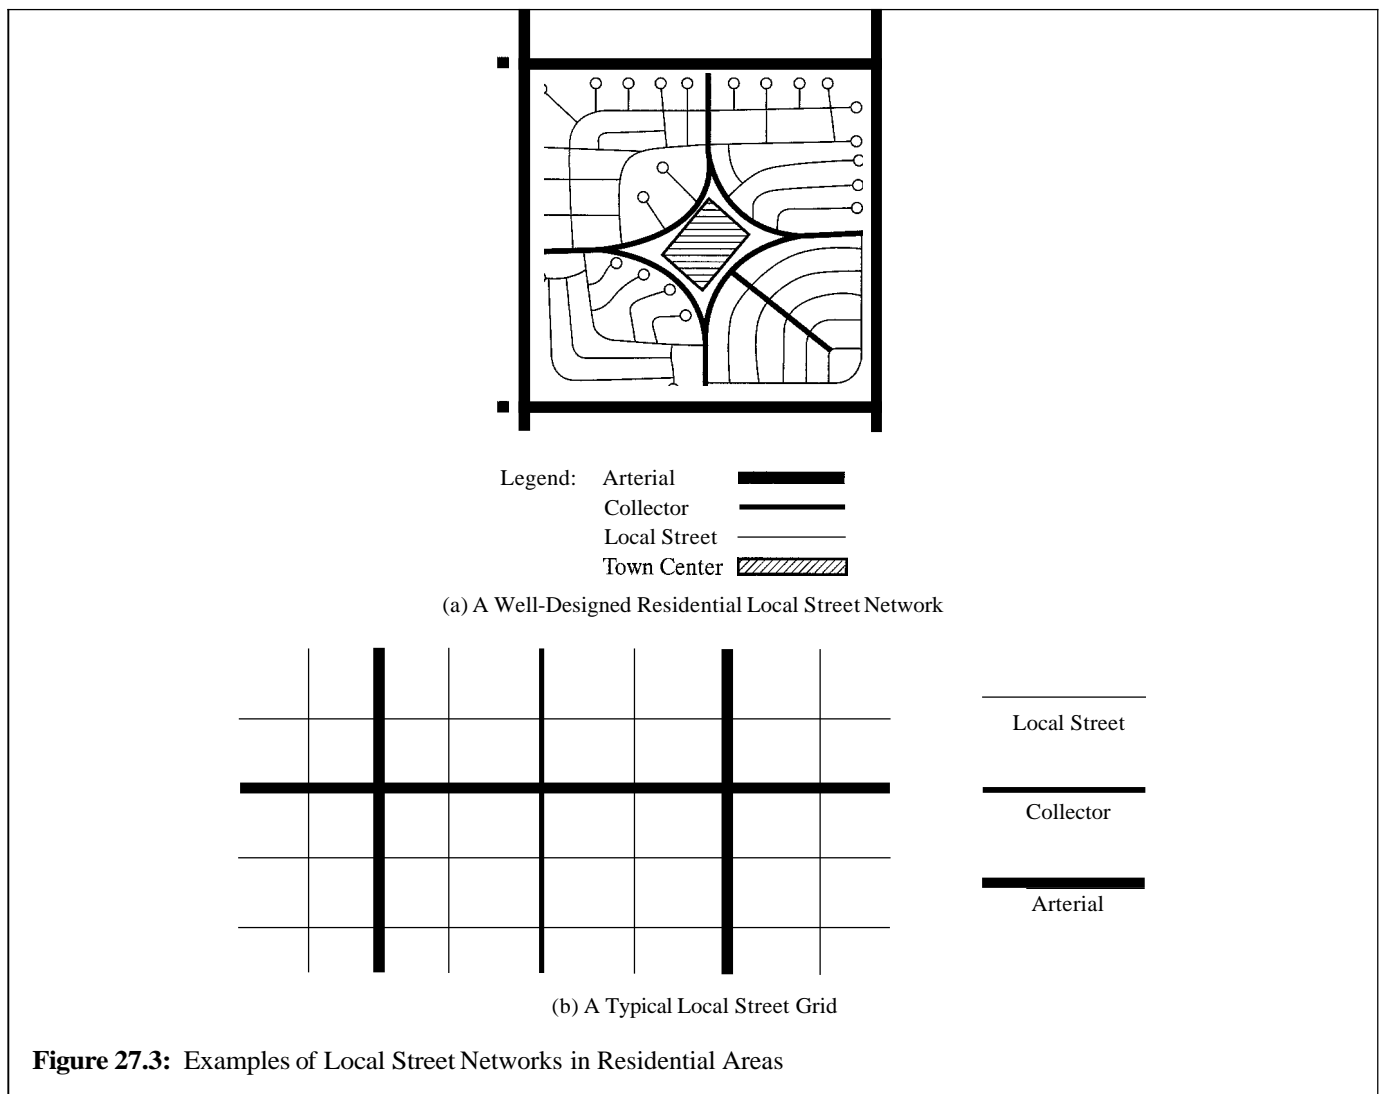 Legend: Arterial
Collector
Local Street
Town Center
(a) A Well-Designed Residential Local Street Network
Local Street
Collector
Arterial
(b) A Typical Local Street Grid
Figure 27.3: Examples of Local Street Networks in Residential Areas